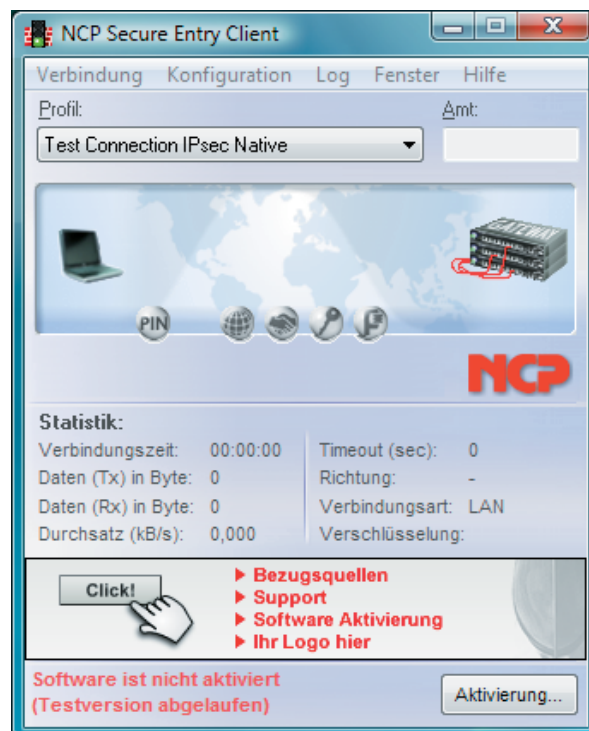 NCP Secure Entry Client
Verbindung Konfiguration Log Fenster Hilfe
Profil: Amt:
Test Connection IPsec Native
GATEWAY
PIN
NCP
Statistik:
Verbindungszeit: 00:00:00 Timeout (sec): 0
Daten (Tx) in Byte: 0 Richtung: -
Daten (Rx) in Byte: 0 Verbindungsart: LAN
Durchsatz (kB/s): 0,000 Verschlüsselung:
Click!
Bezugsquellen
Support
Software Aktivierung
Ihr Logo hier
Software ist nicht aktiviert
(Testversion abgelaufen)
Aktivierung...